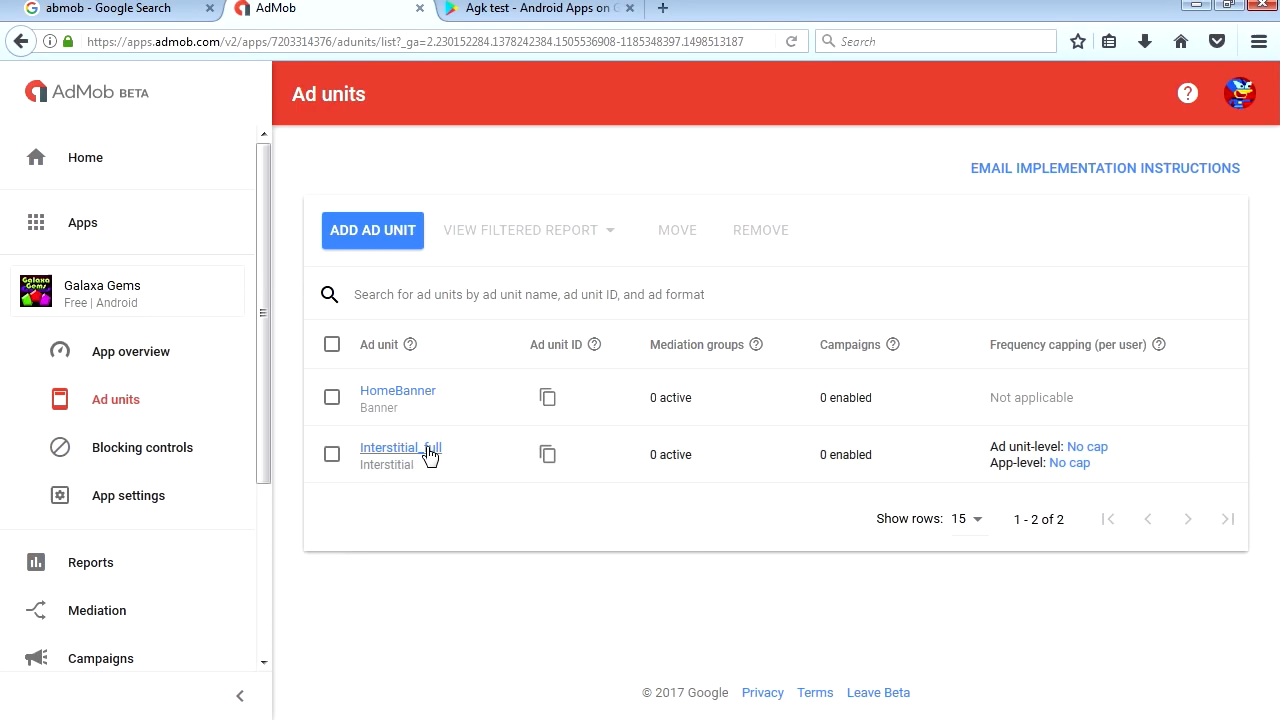 abmob - Google Search
AdMob
Agk test - Android Apps on G
https://apps.admob.com/v2/apps/7203314376/adunits/list?_ga=2.230152284.1378242384.1505536908-1185348397.1498513187
Search
AdMob BETA
Ad units
Home
Apps
Galaxa Gems
Galaxa Gems
Free | Android
App overview
Ad units
Blocking controls
App settings
Reports
Mediation
Campaigns
EMAIL IMPLEMENTATION INSTRUCTIONS
ADD AD UNIT VIEW FILTERED REPORT MOVE REMOVE
Search for ad units by ad unit name, ad unit ID, and ad format
Ad unit Ad unit ID Mediation groups Campaigns Frequency capping (per user)
HomeBanner
Banner
0 active 0 enabled Not applicable
Interstitial_full
Interstitial
0 active 0 enabled
Ad unit-level: No cap
App-level: No cap
Show rows: 15 1 - 2 of 2
© 2017 Google Privacy Terms Leave Beta